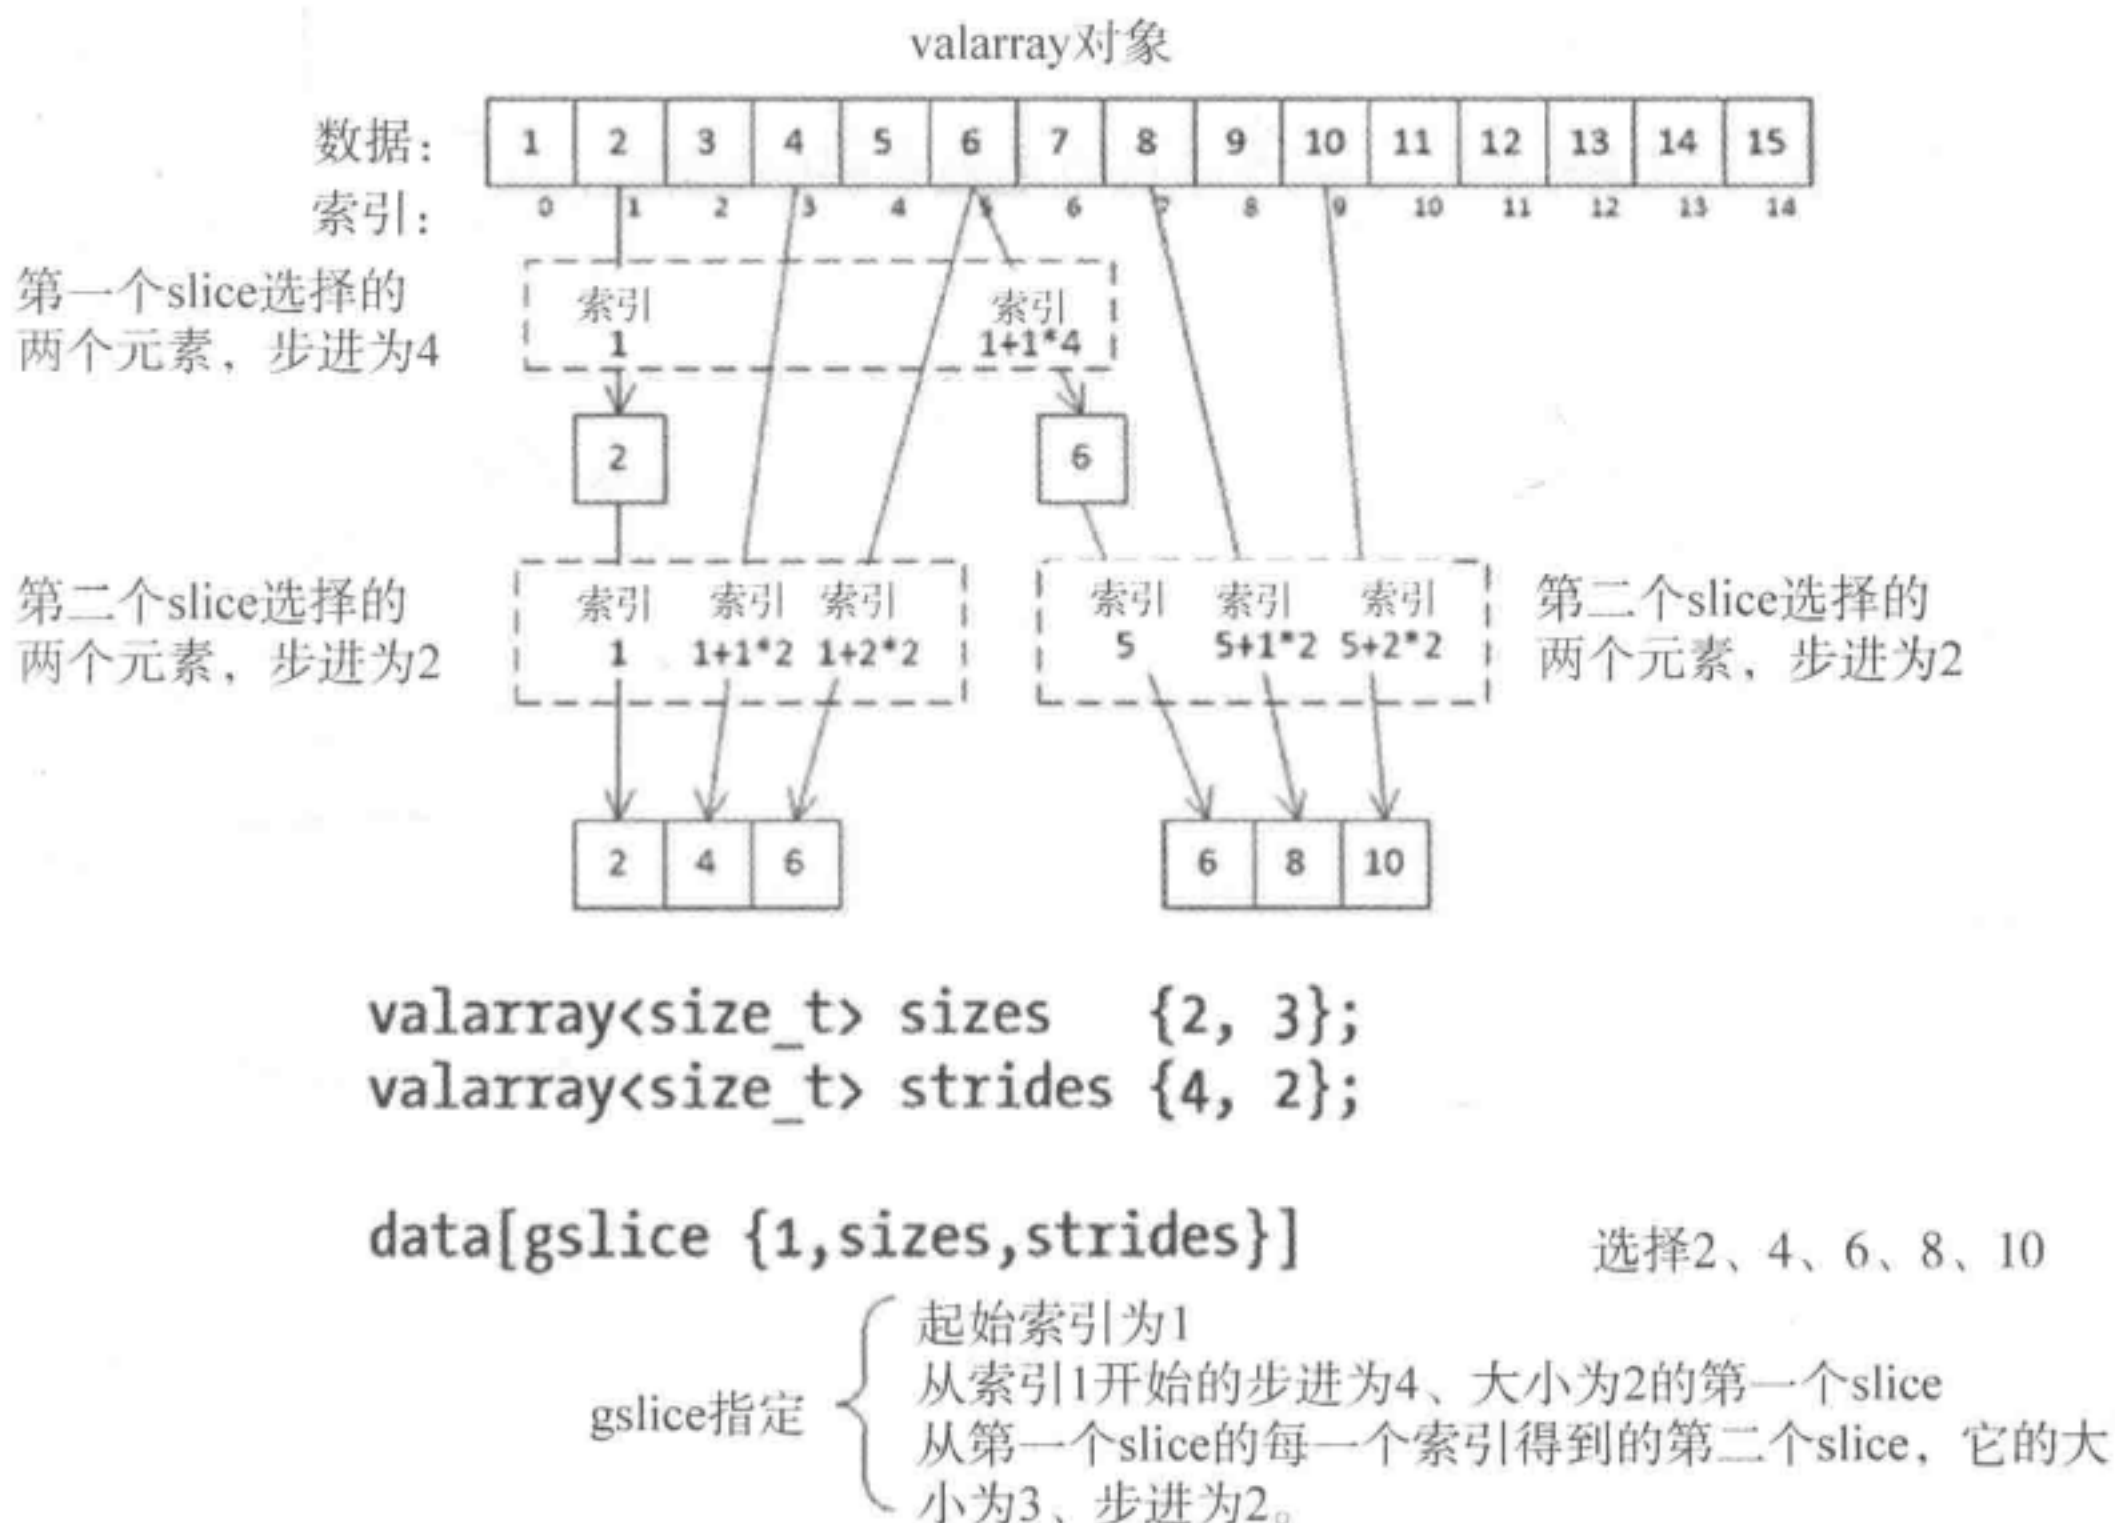 valarray对象
数据： 1 2 3 4 5 6 7 8 9 10 11 12 13 14 15
索引： 0 1 2 3 4 5 6 7 8 9 10 11 12 13 14
第一个slice选择的
两个元素，步进为4
索引 索引
1 1+1*4
2 6
第二个slice选择的
两个元素，步进为2
索引 索引 索引
1 1+1*2 1+2*2
索引 索引 索引
5 5+1*2 5+2*2
第二个slice选择的
两个元素，步进为2
2 4 6
6 8 10
valarray<size_t> sizes {2, 3};
valarray<size_t> strides {4, 2};
data[gslice {1,sizes,strides}]
选择2、4、6、8、10
gslice指定
起始索引为1
从索引1开始的步进为4、大小为2的第一个slice
从第一个slice的每一个索引得到的第二个slice，它的大
小为3、步进为2。